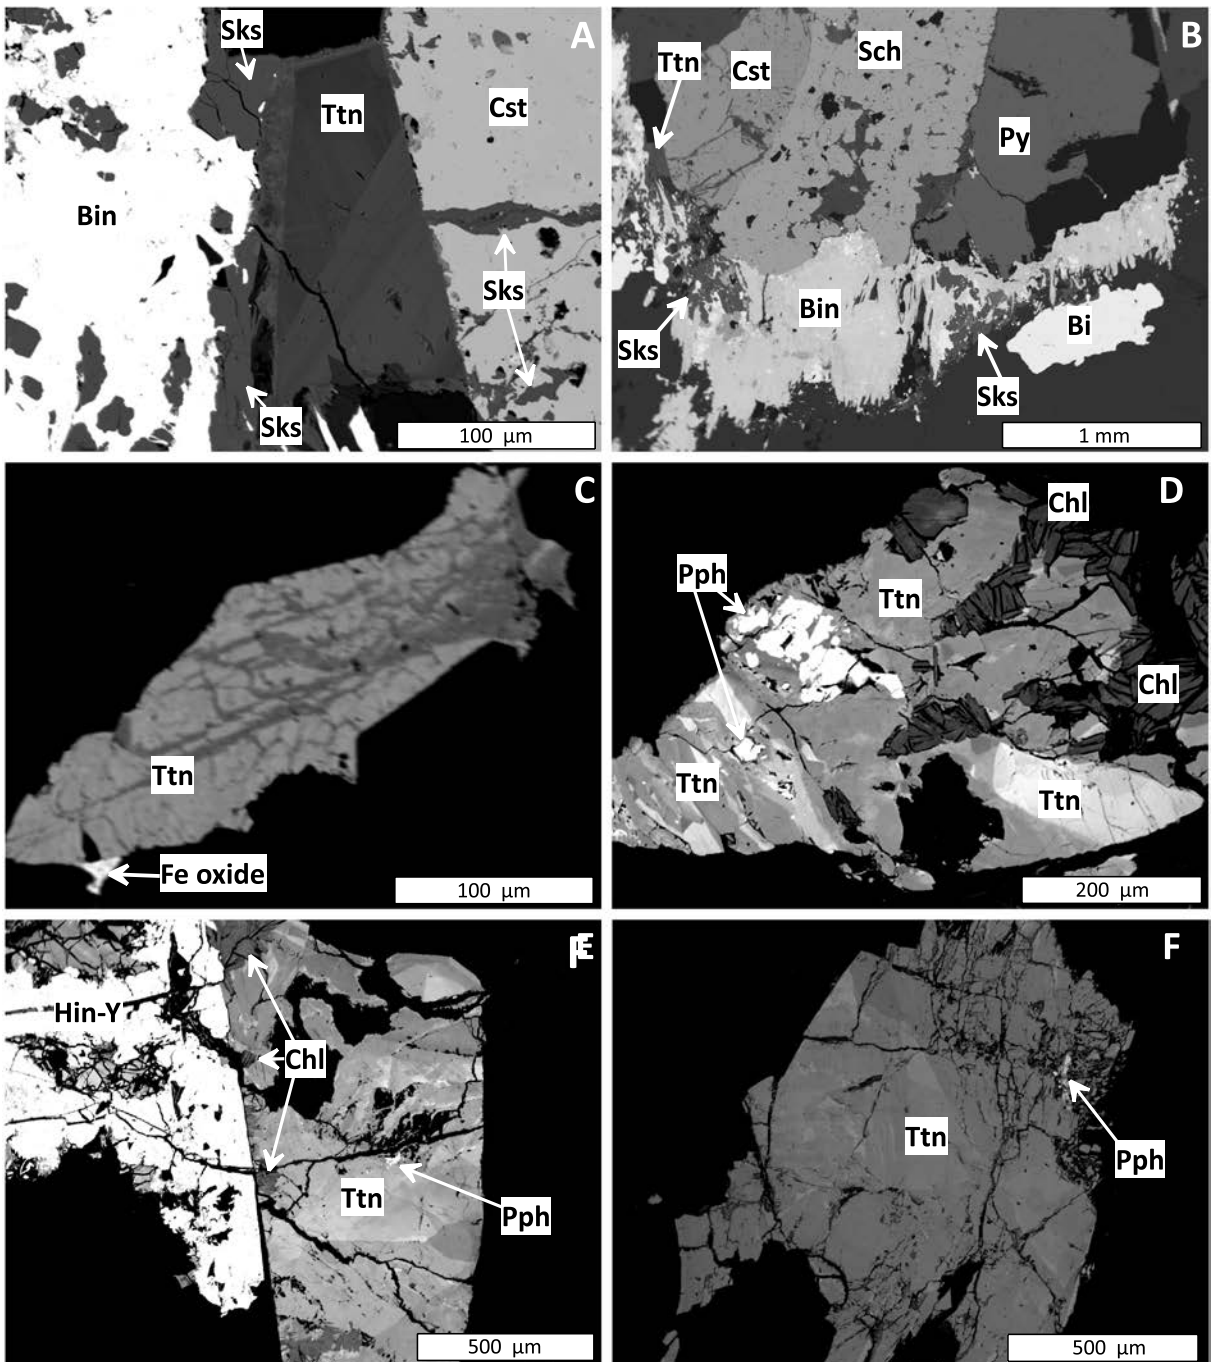 A
Sks
Ttn
Cst
Bin
Sks
Sks
100 µm
B
Ttn
Cst
Sch
Py
Bin
Bi
Sks
Sks
1 mm
C
Ttn
Fe oxide
100 µm
D
Chl
Pph
Ttn
Chl
Ttn
Ttn
200 µm
E
Hin-Y
Chl
Ttn
Pph
500 µm
F
Ttn
Pph
500 µm